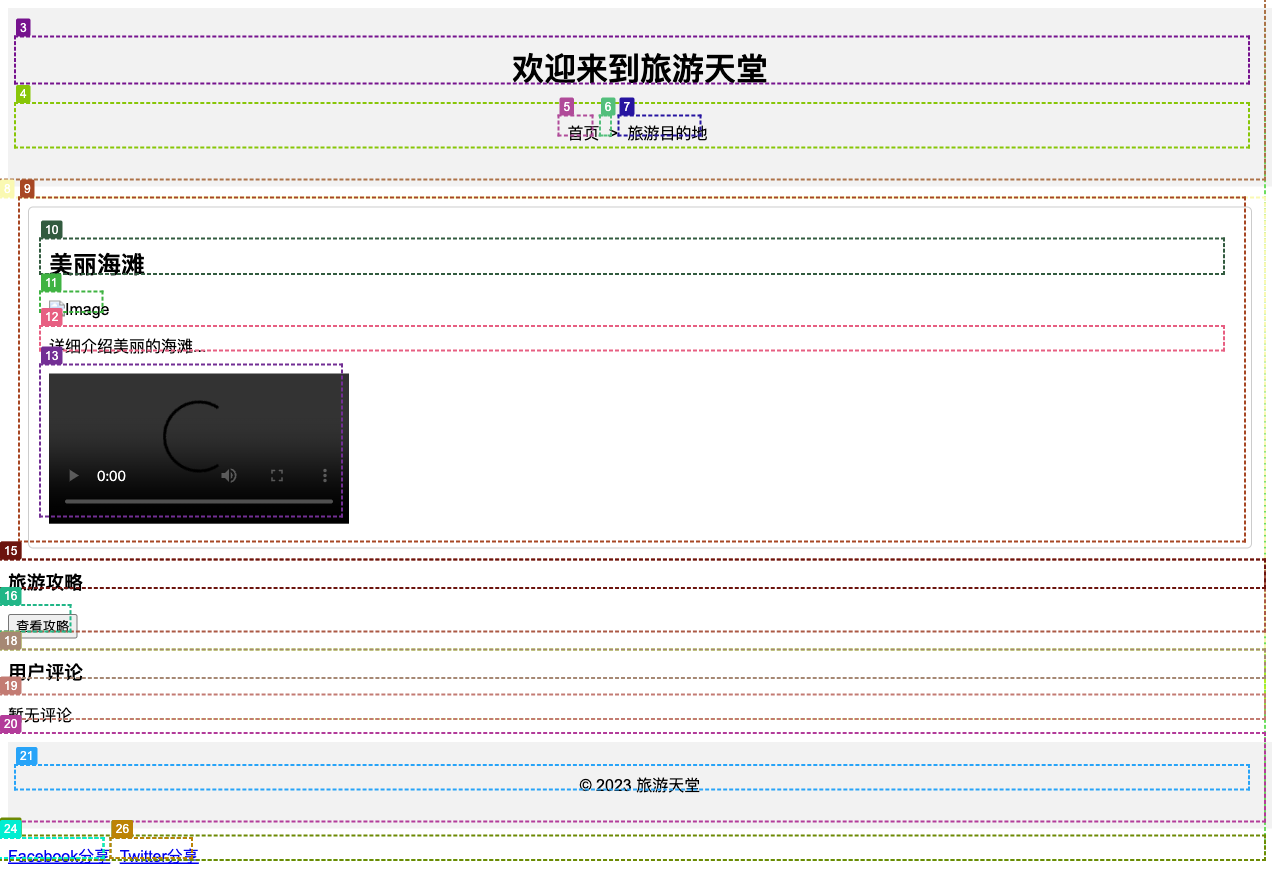 3
欢迎来到旅游天堂
4
5 6 7
首页 > 旅游目的地
8 9
10
美丽海滩
11
Image
12
详细介绍美丽的海滩...
13
0:00
15
旅游攻略
16
查看攻略
18
用户评论
19
暂无评论
20
21
© 2023 旅游天堂
24 26
Facebook分享 Twitter分享